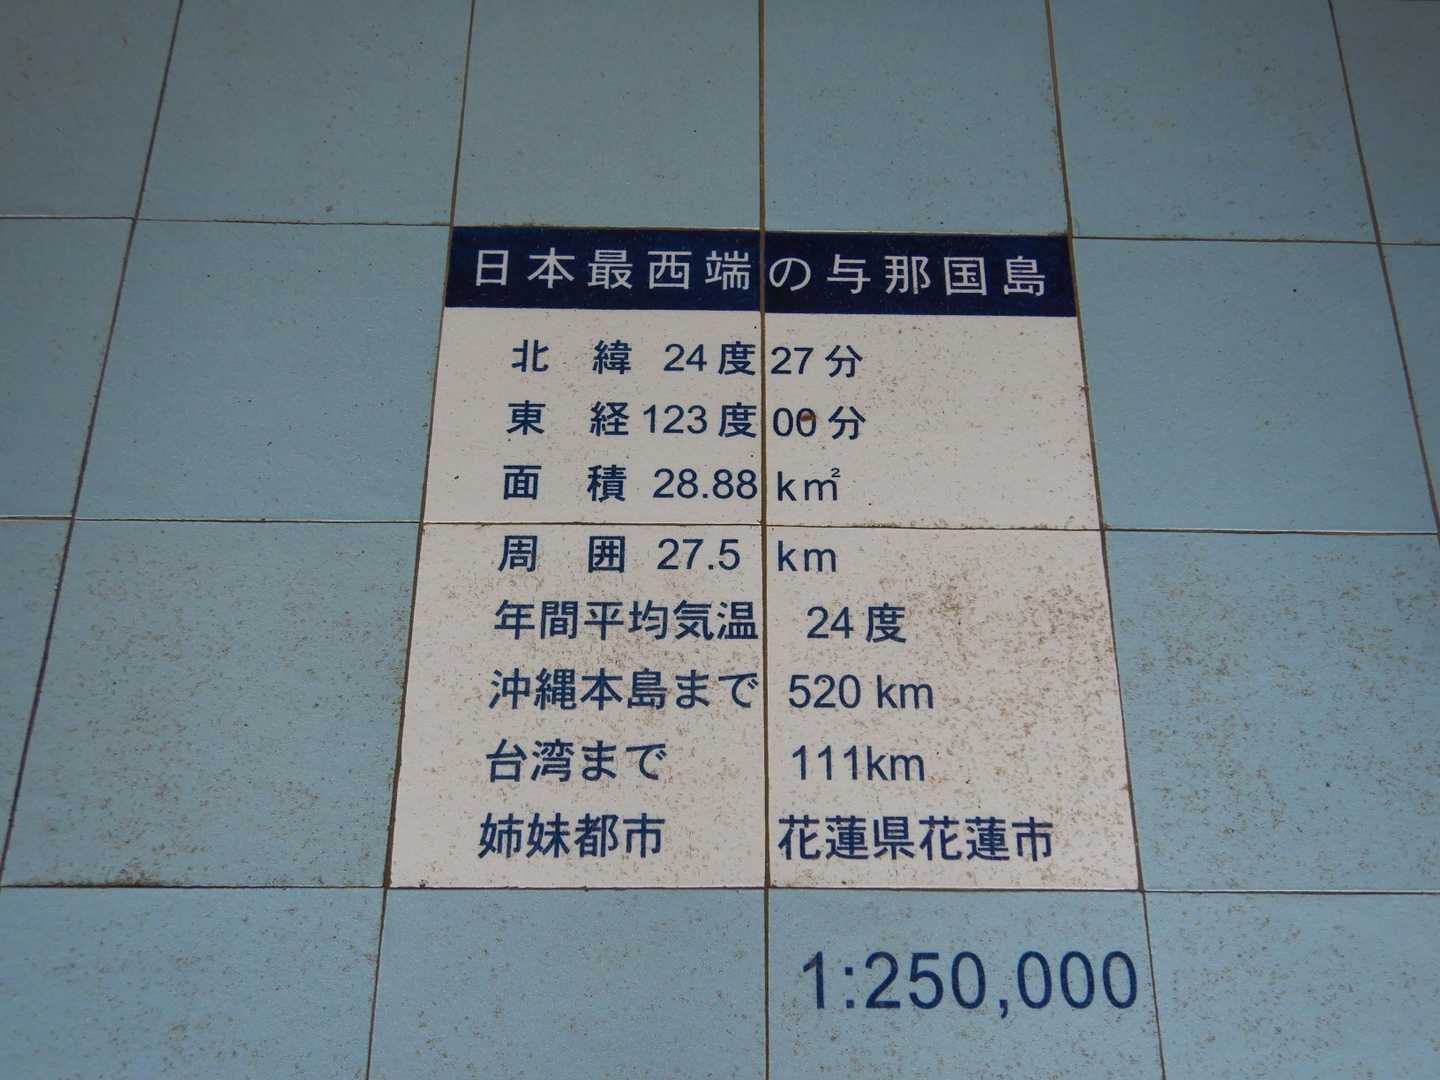 日本最西端の与那国島
北　緯 24度27分
東　経 123度00分
面　積 28.88 k㎡
周　囲 27.5 km
年間平均気温 24度
沖縄本島まで 520 km
台湾まで 111km
姉妹都市 花蓮県花蓮市
1:250,000